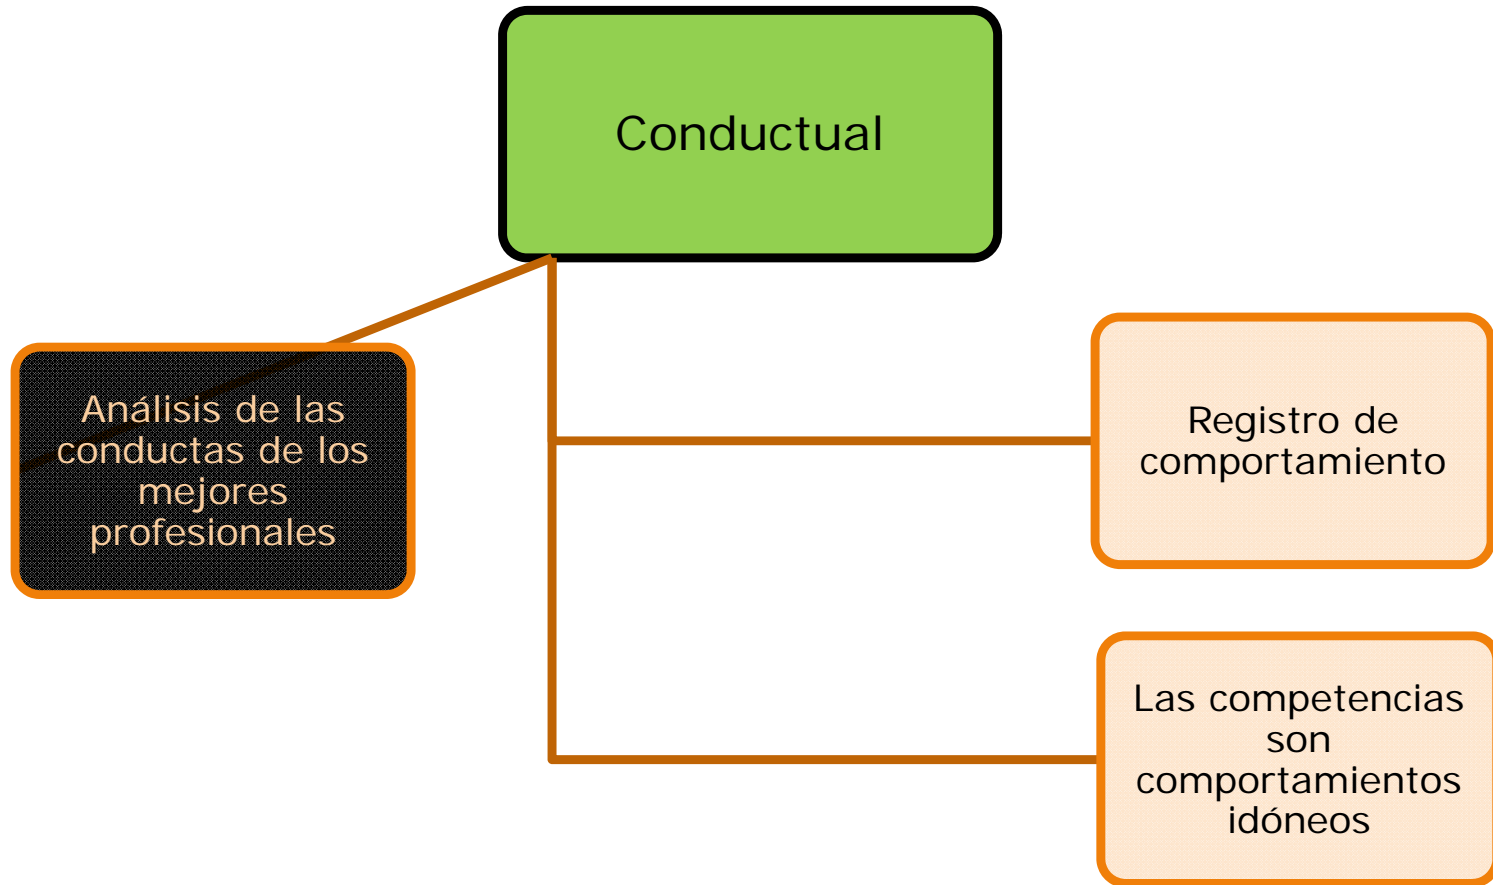 Conductual
Análisis de las
conductas de los
mejores
profesionales
Registro de
comportamiento
Las competencias
son
comportamientos
idóneos